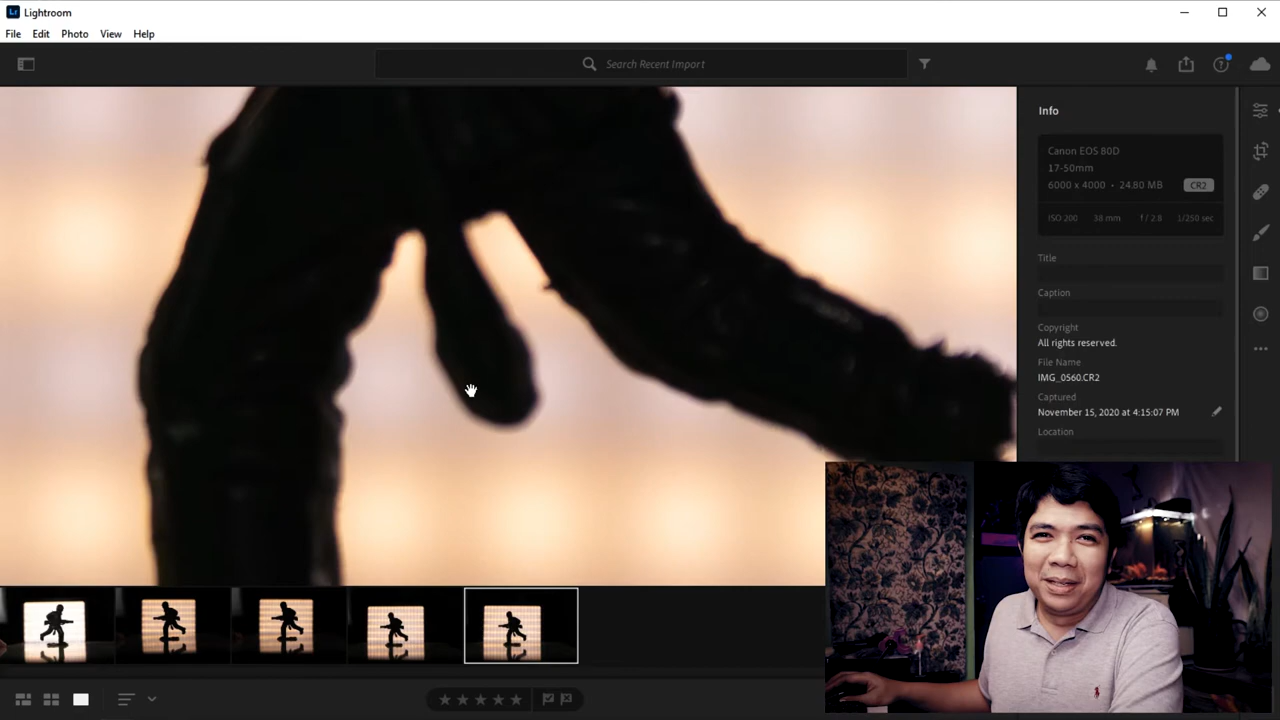 Lr Lightroom
File Edit Photo View Help
Search Recent Import
Info
Canon EOS 80D
17-50mm
6000 x 4000 • 24.80 MB CR2
ISO 200 38 mm f / 2.8 1/250 sec
Title
Caption
Copyright
All rights reserved.
File Name
IMG_0560.CR2
Captured
November 15, 2020 at 4:15:07 PM
Location